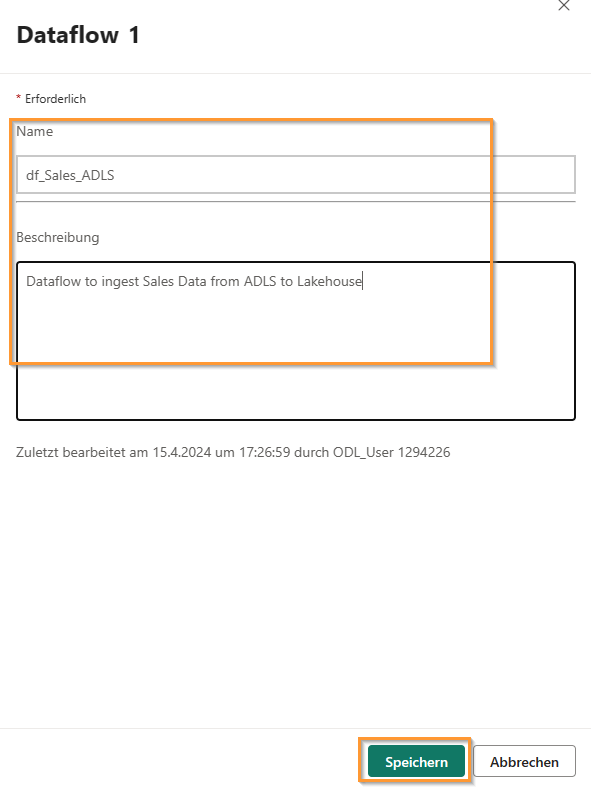 Dataflow 1
* Erforderlich
Name
df_Sales_ADLS
Beschreibung
Dataflow to ingest Sales Data from ADLS to Lakehouse
Zuletzt bearbeitet am 15.4.2024 um 17:26:59 durch ODL_User 1294226
Speichern Abbrechen